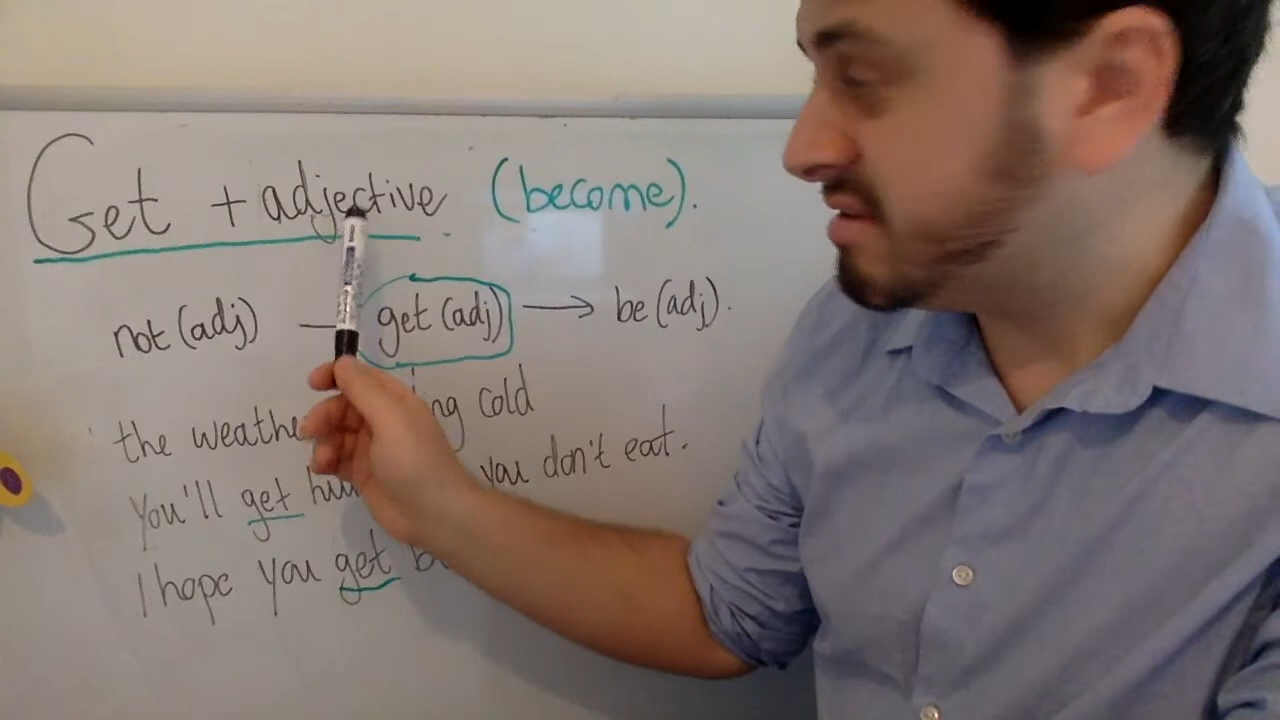 Get + adjective (become).
not (adj) — get (adj) → be (adj).
the weathe ng cold
You'll get you don't eat.
I hope you get